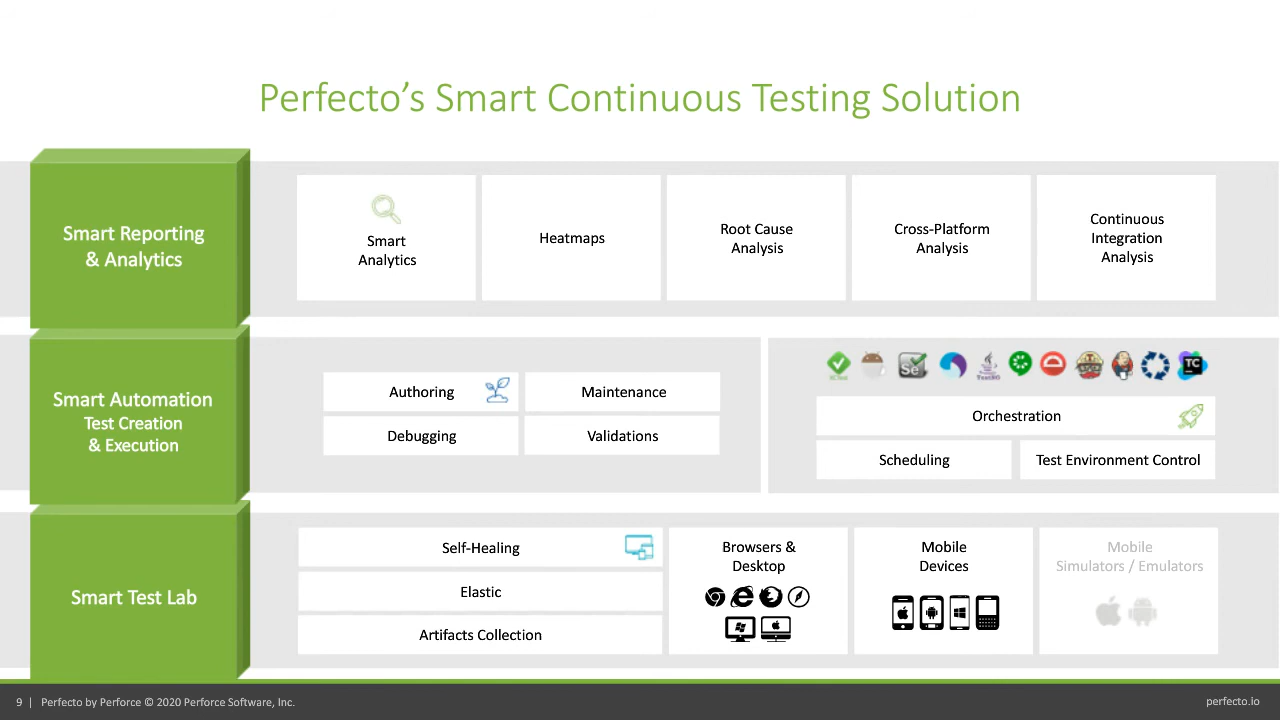 Perfecto’s Smart Continuous Testing Solution
Smart Reporting
& Analytics
Smart
Analytics
Heatmaps
Root Cause
Analysis
Cross-Platform
Analysis
Continuous
Integration
Analysis
Smart Automation
Test Creation
& Execution
Authoring
Maintenance
Debugging
Validations
Se
TestNG
TC
Orchestration
Scheduling
Test Environment Control
Smart Test Lab
Self-Healing
Elastic
Artifacts Collection
Browsers &
Desktop
Mobile
Devices
Mobile
Simulators / Emulators
9 | Perfecto by Perforce © 2020 Perforce Software, Inc.
perfecto.io